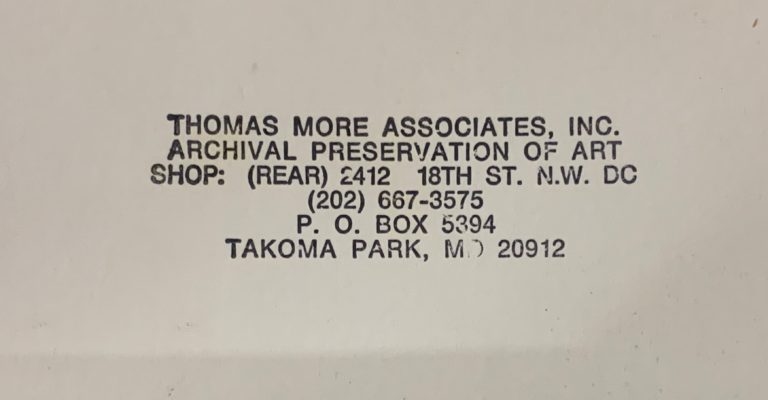 THOMAS MORE ASSOCIATES, INC.
ARCHIVAL PRESERVATION OF ART
SHOP: (REAR) 2412 18TH ST. N.W. DC
(202) 667-3575
P. O. BOX 5394
TAKOMA PARK, MD 20912